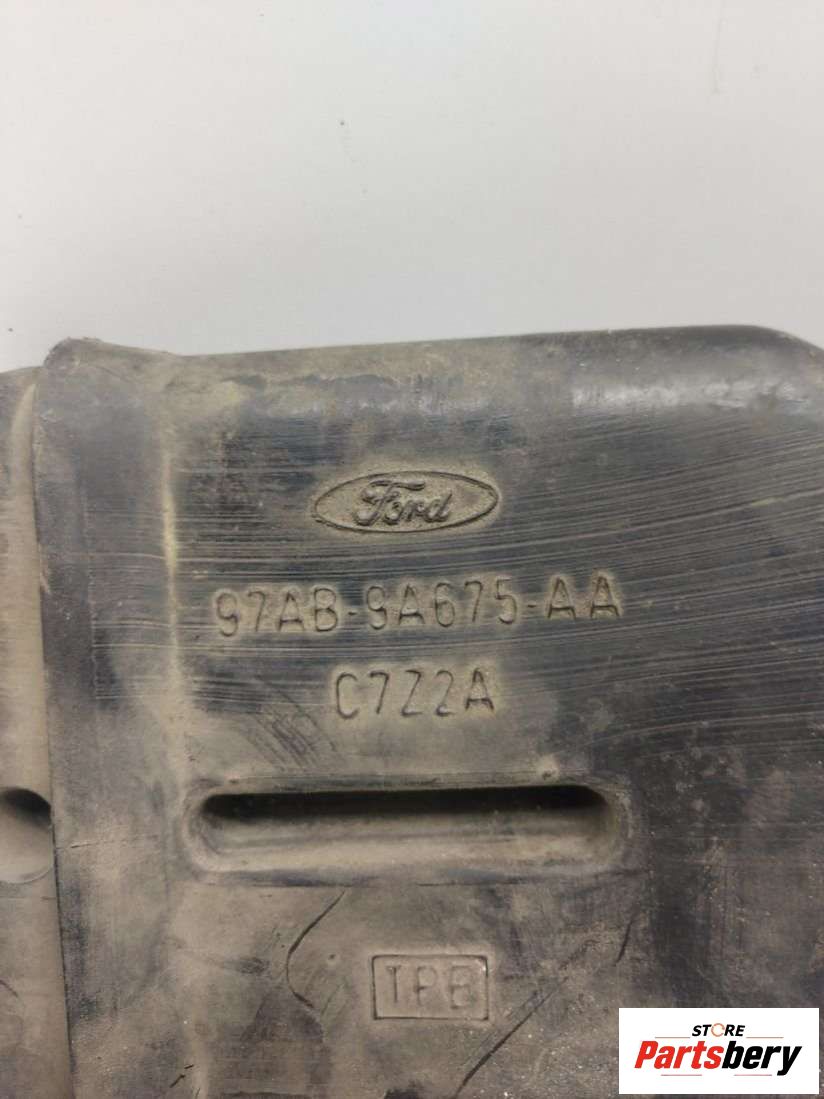 Ford
97AB-9A675-AA
C7Z2A
TPE
STORE
Partsbery